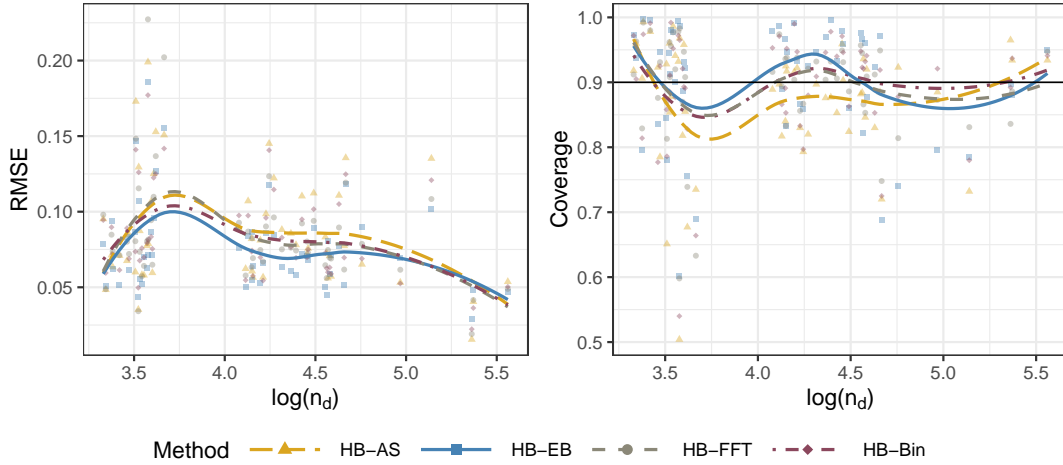 RMSE
0.20
0.15
0.10
0.05
3.5 4.0 4.5 5.0 5.5
log(n_d)
Coverage
1.0
0.9
0.8
0.7
0.6
0.5
3.5 4.0 4.5 5.0 5.5
log(n_d)
Method HB−AS HB−EB HB−FFT HB−Bin